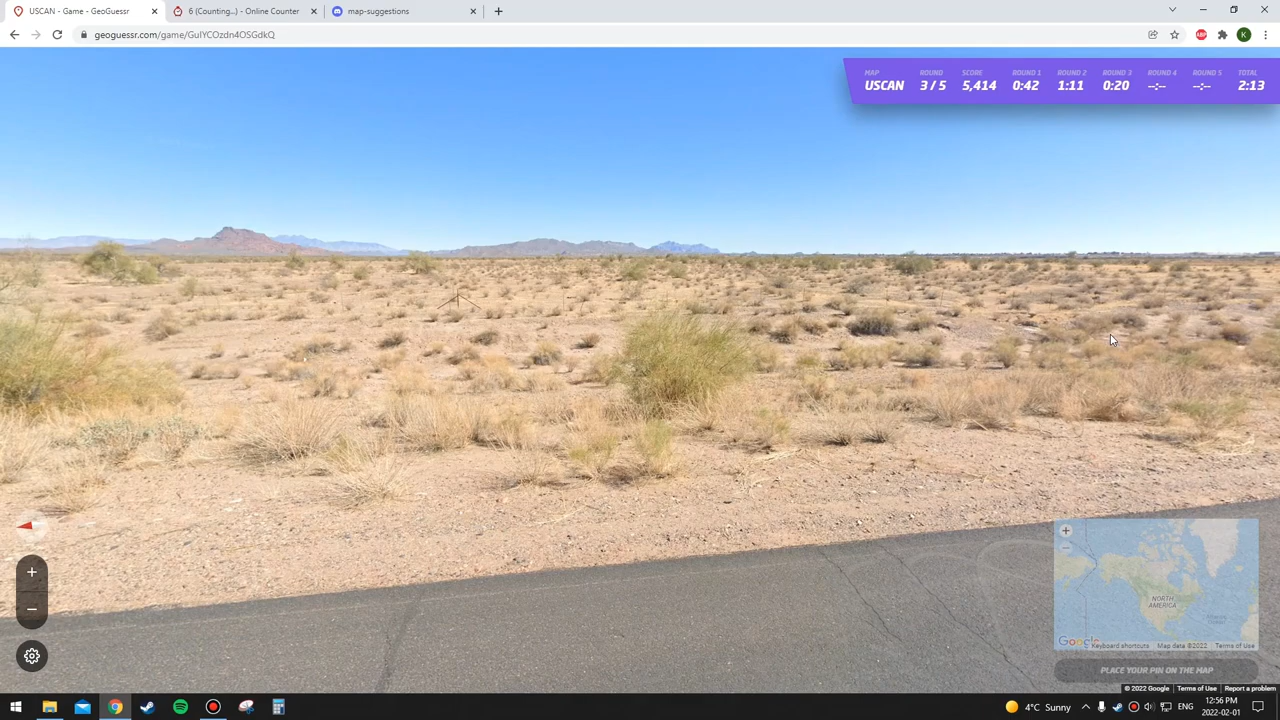 USCAN - Game - GeoGuessr
6 (Counting...) - Online Counter
map-suggestions
geoguessr.com/game/GuIYCOzdn4OSGdkQ
ABP
K
MAP ROUND SCORE ROUND 1 ROUND 2 ROUND 3 ROUND 4 ROUND 5 TOTAL
USCAN 3 / 5 5,414 0:42 1:11 0:20 --:-- --:-- 2:13
NORTH
AMERICA
Google
Keyboard shortcuts Map data ©2022 Terms of Use
PLACE YOUR PIN ON THE MAP
© 2022 Google Terms of Use Report a problem
4°C Sunny ENG 12:56 PM
2022-02-01